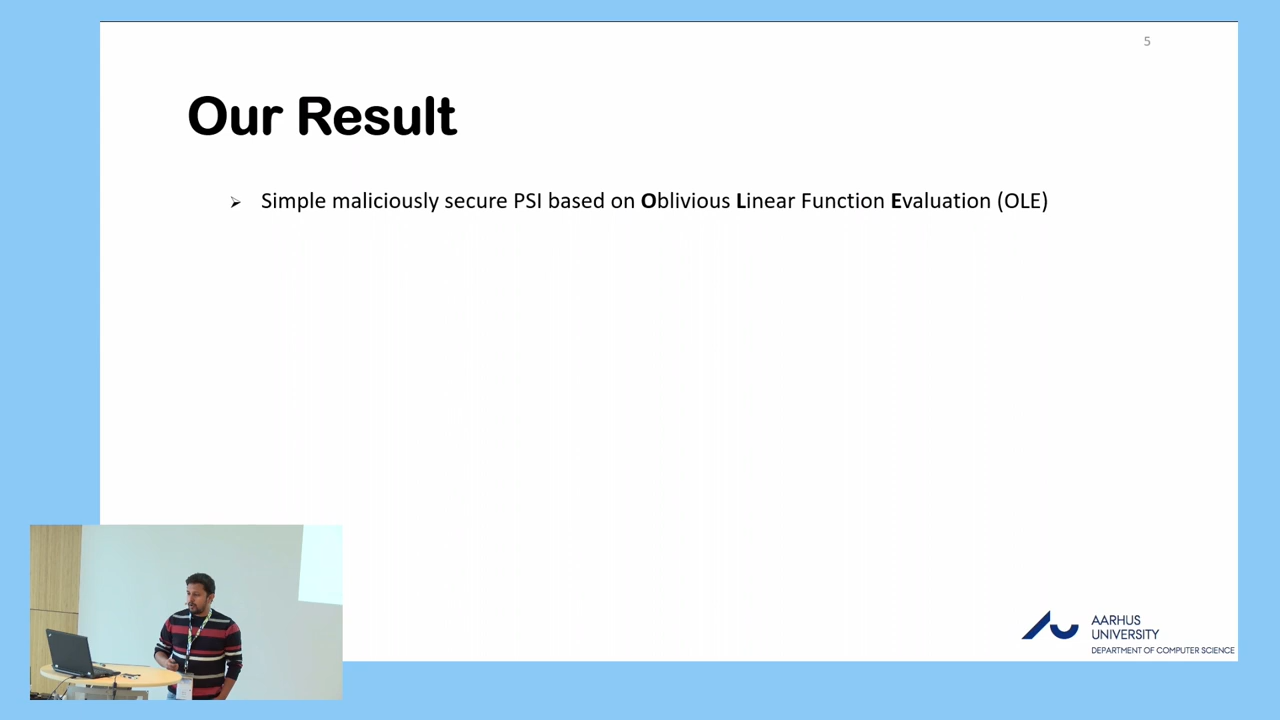 5
Our Result
➢ Simple maliciously secure PSI based on Oblivious Linear Function Evaluation (OLE)
AARHUS
UNIVERSITY
DEPARTMENT OF COMPUTER SCIENCE